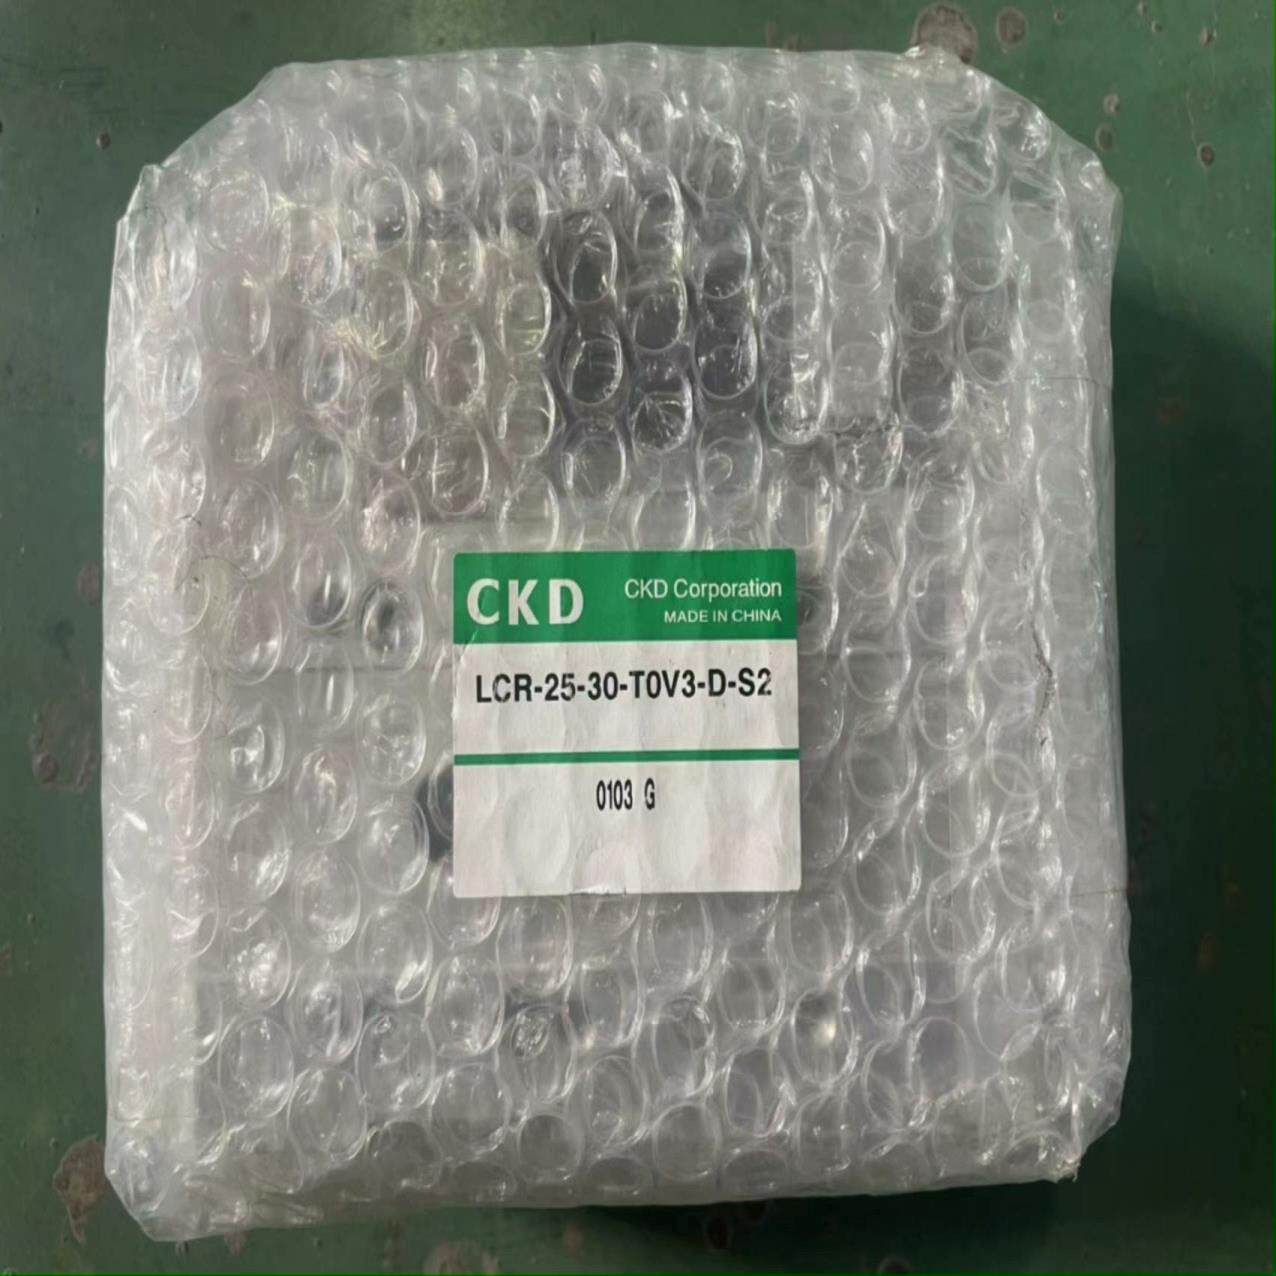 CKD
CKD Corporation
MADE IN CHINA
LCR-25-30-T0V3-D-S2
0103 G